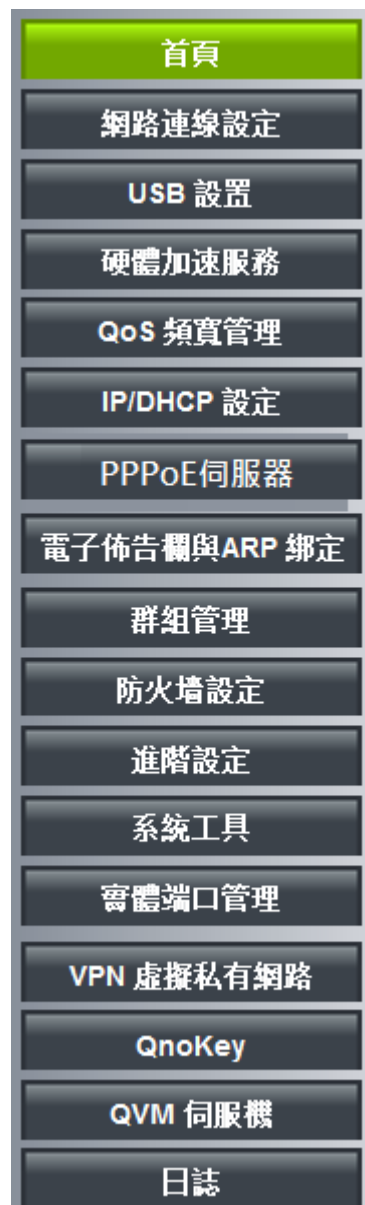 首頁
網路連線設定
USB 設置
硬體加速服務
QoS 頻寬管理
IP/DHCP 設定
PPPoE伺服器
電子佈告欄與ARP 綁定
群組管理
防火墻設定
進階設定
系統工具
實體端口管理
VPN 虛擬私有網路
QnoKey
QVM 伺服機
日誌